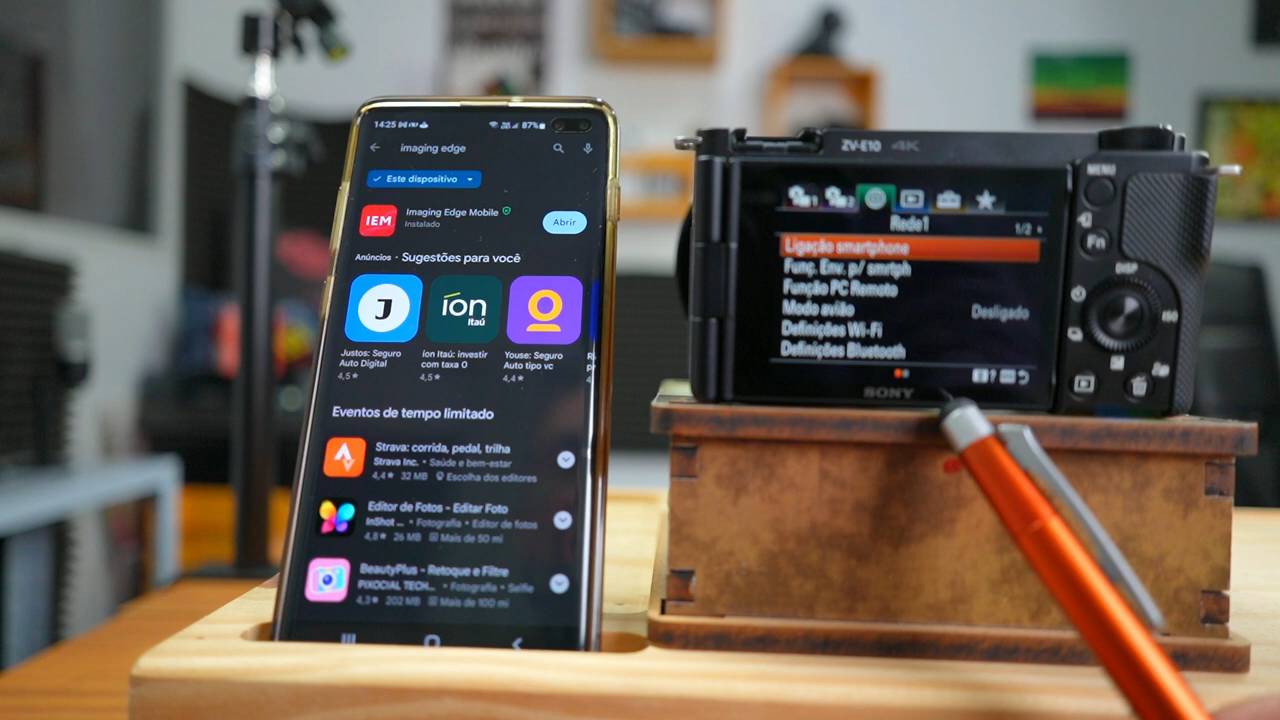 14:25
87%
imaging edge
Este dispositivo
IEM
Imaging Edge Mobile
Instalado
Abrir
Anúncios · Sugestões para você
J
íon
Itaú
Justos: Seguro
Auto Digital
4,5★
íon Itaú: investir
com taxa 0
4,5★
Youse: Seguro
Auto tipo vc
4,4★
Eventos de tempo limitado
Strava: corrida, pedal, trilha
Strava Inc. • Saúde e bem-estar
4,4★ 32 MB Escolha dos editores
Editor de Fotos - Editar Foto
InShot ... • Fotografia • Editor de fotos
4,8★ 26 MB Mais de 50 mi
BeautyPlus - Retoque e Filtre
PIXOCIAL TECH... • Fotografia • Selfie
4,3★ 202 MB Mais de 100 mi
ZV-E10 4K
MENU
Fn
DISP
ISO
Rede1
1/2
Ligação smartphone
Funç. Env. p/ smrtph
Função PC Remoto
Modo avião Desligado
Definições Wi-Fi
Definições Bluetooth
SONY